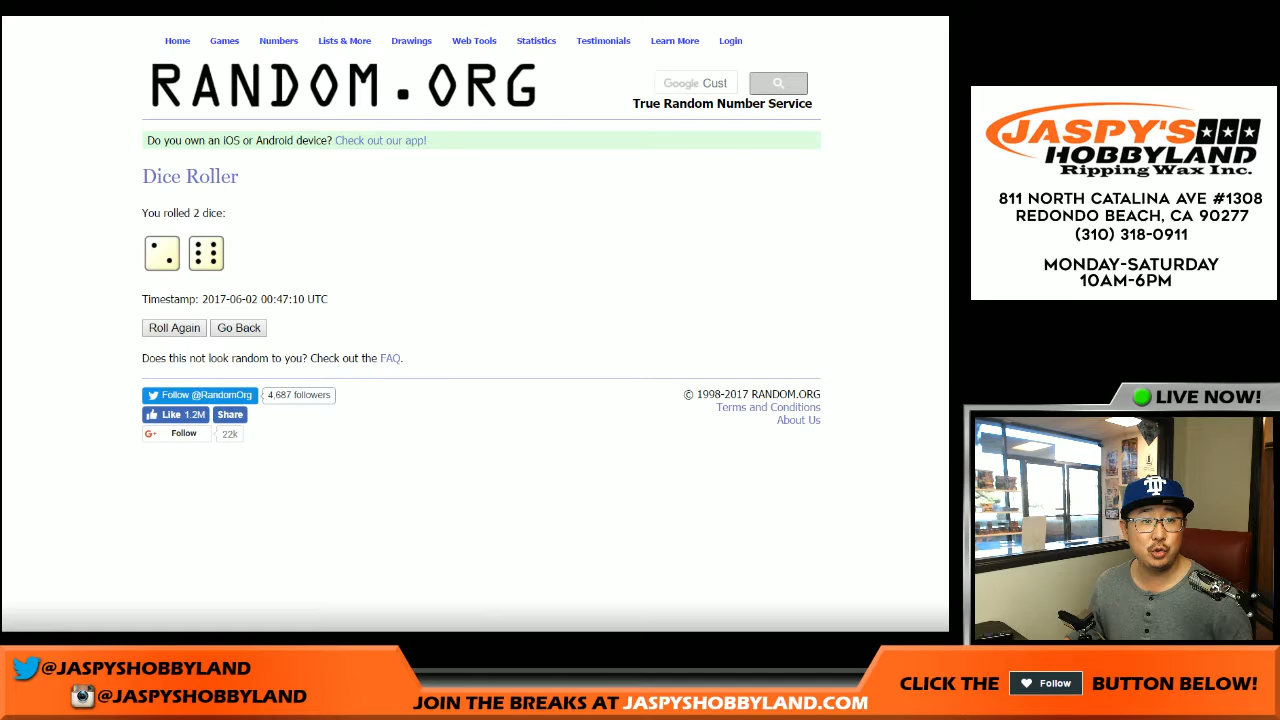 Home Games Numbers Lists & More Drawings Web Tools Statistics Testimonials Learn More Login
RANDOM.ORG
Google Cust
True Random Number Service
Do you own an iOS or Android device? Check out our app!
Dice Roller
You rolled 2 dice:
Timestamp: 2017-06-02 00:47:10 UTC
Roll Again Go Back
Does this not look random to you? Check out the FAQ.
Follow @RandomOrg 4,687 followers
Like 1.2M Share
G+ Follow 22k
© 1998-2017 RANDOM.ORG
Terms and Conditions
About Us
JASPY'S
HOBBYLAND
Ripping Wax Inc.
811 NORTH CATALINA AVE #1308
REDONDO BEACH, CA 90277
(310) 318-0911
MONDAY-SATURDAY
10AM-6PM
LIVE NOW!
@JASPYSHOBBYLAND
@JASPYSHOBBYLAND
JOIN THE BREAKS AT JASPYSHOBBYLAND.COM
CLICK THE Follow BUTTON BELOW!